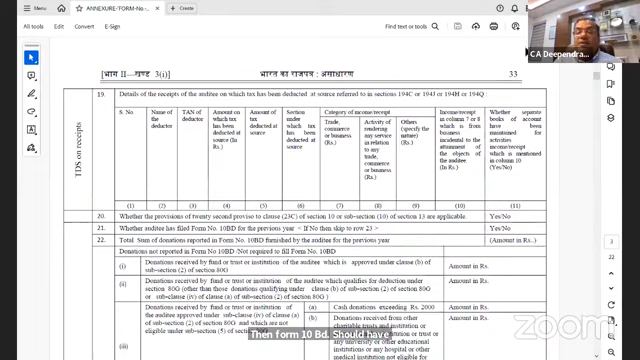 ANNEXURE-FORM-No.-
+ Create
CA Deependra
Comment
Convert
E-Sign
Find text or tools
[भाग II—खण्ड 3(i)]
भारत का राजपत्र : असाधारण
33
TDS on receipts
19.
Details of the receipts of the auditee on which tax has been deducted at source referred to in sections 194C or 194J or 194H or 194Q:
S. No.
Name of the deductor
TAN of deductor
Amount on which tax has been deducted at source (In Rs.)
Amount of tax deducted at source
Section under which tax has been deducted at source
Category of income/receipt
Trade, commerce or business (Rs.)
Activity of rendering any service in relation to any trade, commerce or business (Rs.)
Others (specify the nature) (Rs.)
Income/receipt in column 7 or 8 which is from business incidental to the attainment of the objects of the auditee (In Rs.)
Whether separate books of account have been maintained for activities income/receipt which is mentioned in column 10 (Yes/No)
(1) (2) (3) (4) (5) (6) (7) (8) (9) (10) (11)
20. Whether the provisions of twenty second proviso to clause (23C) of section 10 or sub-section (10) of section 13 are applicable. Yes/No
21. Whether auditee has filed Form No. 10BD for the previous year < If No then skip to row 23.> Yes/No
22. Total Sum of donations reported in Form No. 10BD furnished by the auditee for the previous year (Amount in Rs..)
Donations not reported in Form No. 10BD /Not required to fill Form No. 10BD
(i) Donations received by fund or trust or institution of the auditee which is approved under clause (b) of sub-section (2) of section 80G Amount in Rs.
(ii) Donations received by fund or trust or institution of the auditee which qualifies for deduction under section 80G (other than those donations qualifying under clause (b) of sub-section (2) of section 80G or sub-clause (iv) of clause (a) of sub-section (2) of section 80G) Amount in Rs.
(iii)
Donations received by fund or trust or institution of the auditee approved under sub-clause (iv) of clause (a) of sub-section (2) of section 80G and which are not eligible under sub-section (5) of section
(a) Cash donations exceeding Rs. 2000 Amount in Rs.
(b) Donations received from other charitable trusts and institution or institution or trust or any university or other educational institutions or any hospital or other medical institution not eligible for
Amount in Rs.
Then form 10 Bd. Should have
zoom
3
22